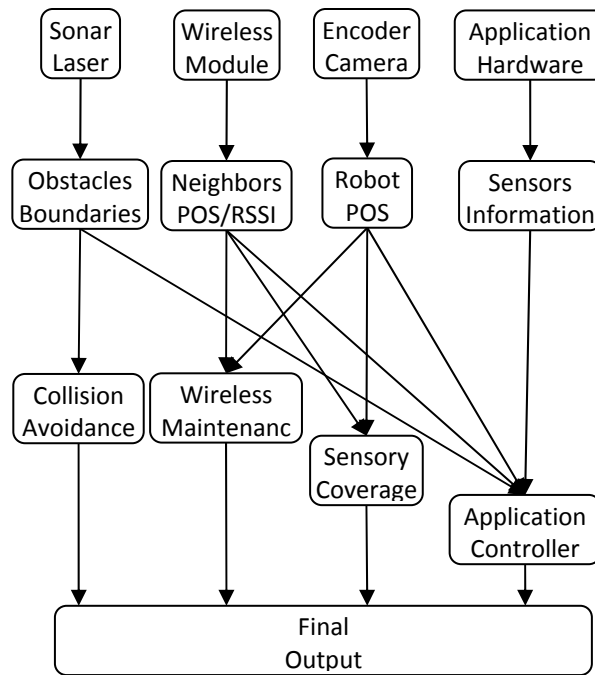 Sonar
Laser
Wireless
Module
Encoder
Camera
Application
Hardware
Obstacles
Boundaries
Neighbors
POS/RSSI
Robot
POS
Sensors
Information
Collision
Avoidance
Wireless
Maintenanc
Sensory
Coverage
Application
Controller
Final
Output